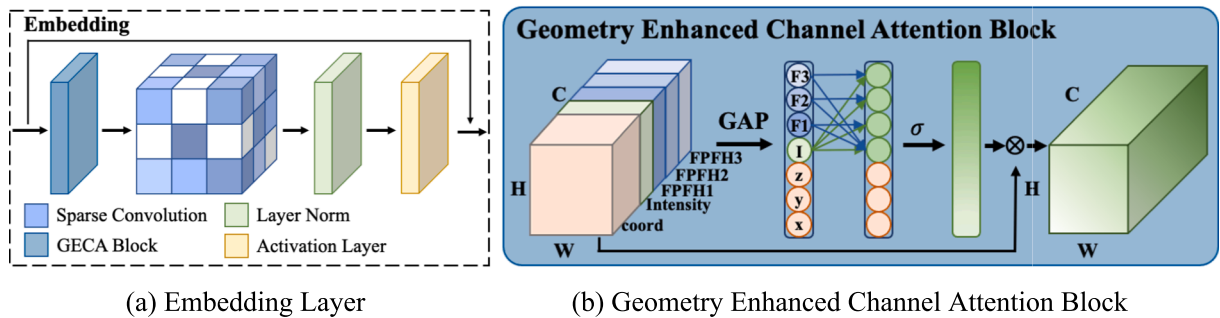 Embedding
Sparse Convolution
Layer Norm
GECA Block
Activation Layer
(a) Embedding Layer
Geometry Enhanced Channel Attention Block
C
H
W
FPFH3
FPFH2
FPFH1
Intensity
coord
GAP
F3
F2
F1
I
z
y
x
σ
C
H
W
(b) Geometry Enhanced Channel Attention Block